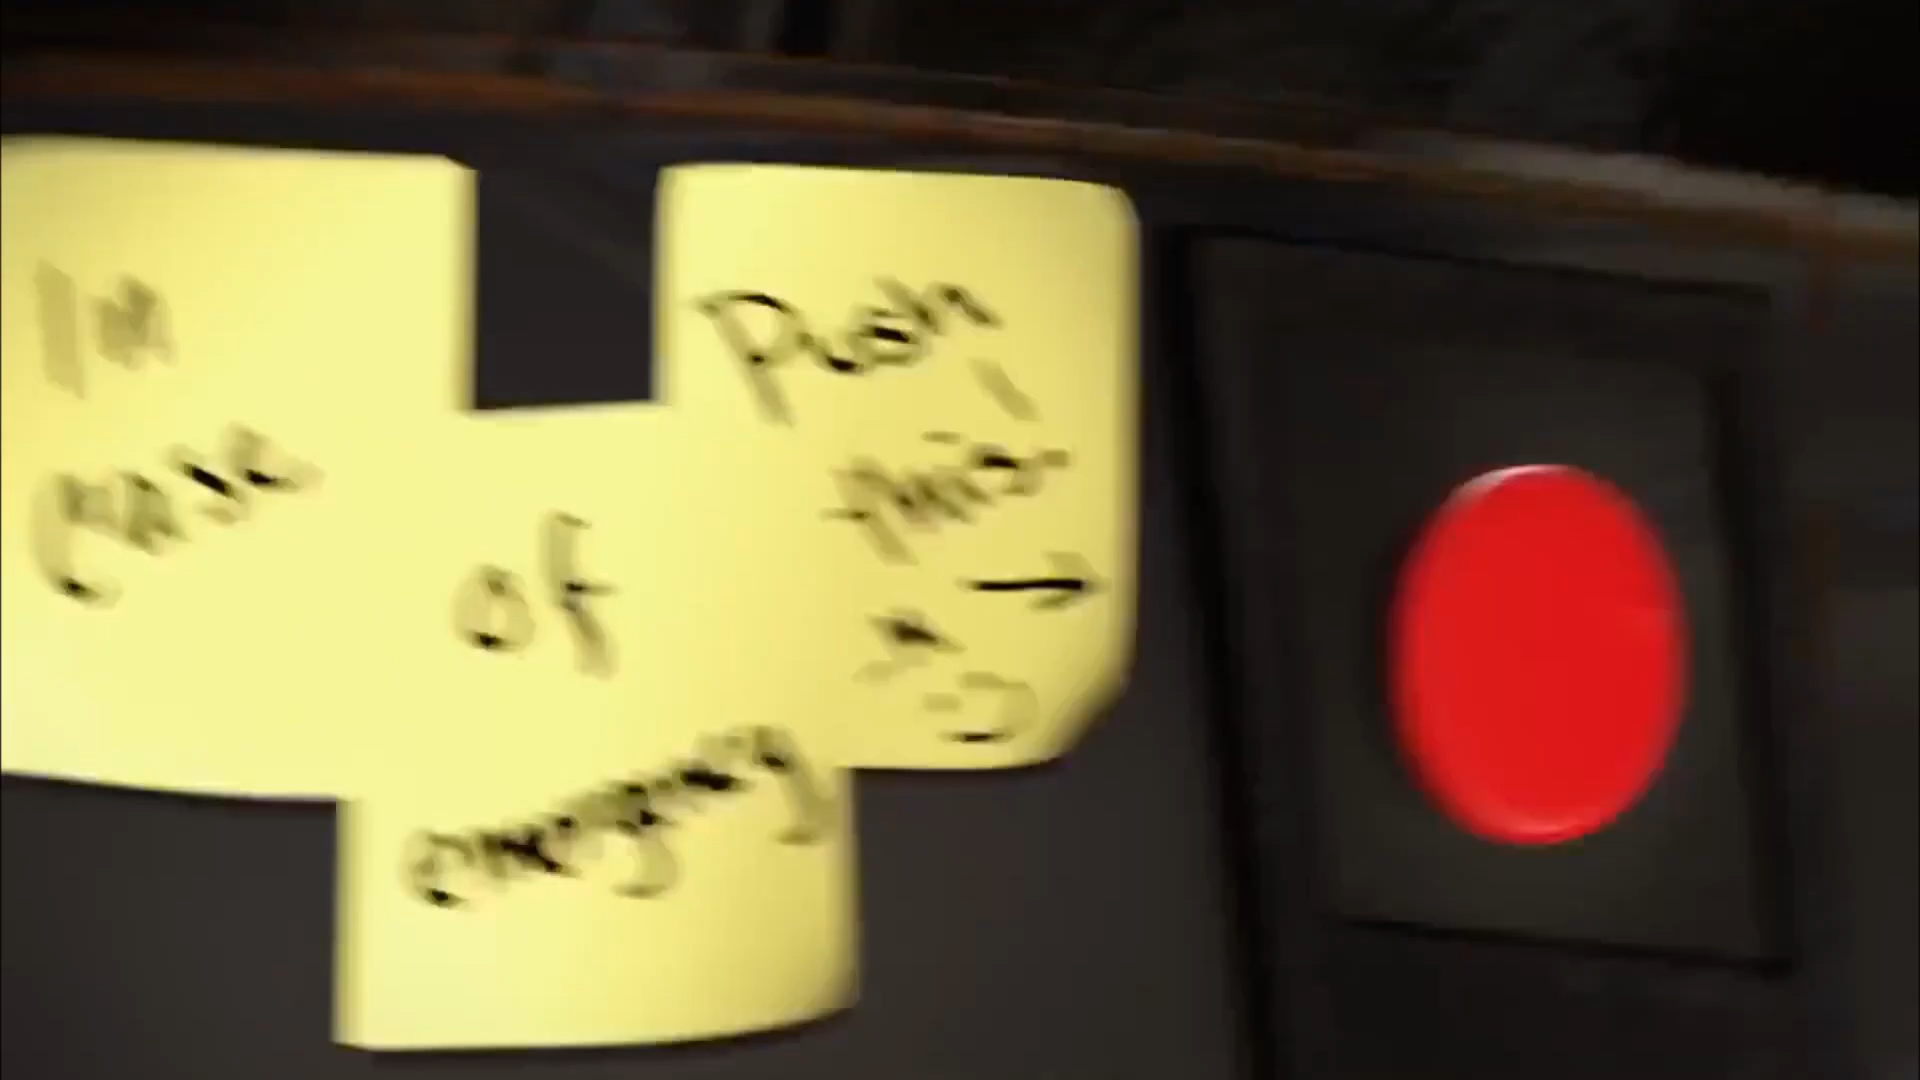 In
case
of
emergency
Push
this
→